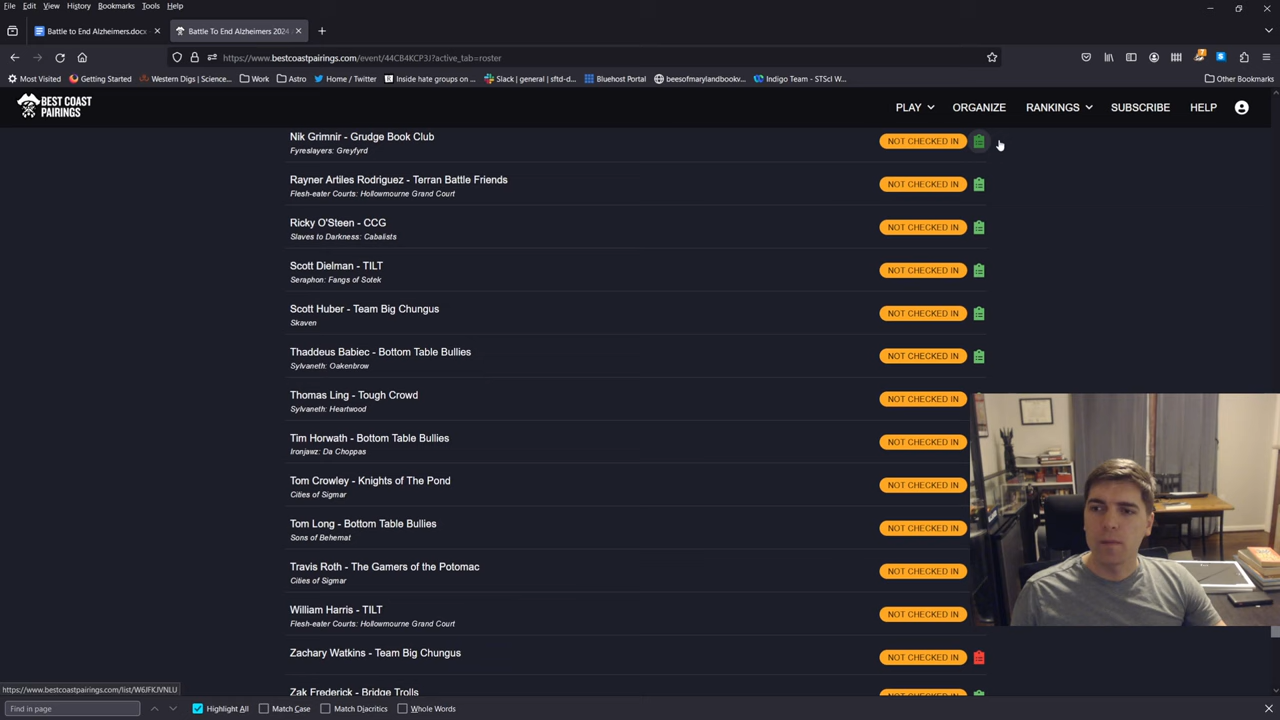 File Edit View History Bookmarks Tools Help
Battle to End Alzheimers.docx
Battle To End Alzheimers 2024
https://www.bestcoastpairings.com/event/44CB4KCP3J?active_tab=roster
Most Visited Getting Started Western Digs | Science... Work Astro Home / Twitter Inside hate groups on ... Slack | general | sftd-d... Bluehost Portal beesofmarylandbookw... Indigo Team - STScI W... Other Bookmarks
BEST COAST
PAIRINGS
PLAY ORGANIZE RANKINGS SUBSCRIBE HELP
Nik Grimnir - Grudge Book Club
Fyreslayers: Greyfyrd
NOT CHECKED IN
Rayner Artiles Rodriguez - Terran Battle Friends
Flesh-eater Courts: Hollowmourne Grand Court
NOT CHECKED IN
Ricky O'Steen - CCG
Slaves to Darkness: Cabalists
NOT CHECKED IN
Scott Dielman - TILT
Seraphon: Fangs of Sotek
NOT CHECKED IN
Scott Huber - Team Big Chungus
Skaven
NOT CHECKED IN
Thaddeus Babiec - Bottom Table Bullies
Sylvaneth: Oakenbrow
NOT CHECKED IN
Thomas Ling - Tough Crowd
Sylvaneth: Heartwood
NOT CHECKED IN
Tim Horwath - Bottom Table Bullies
Ironjawz: Da Choppas
NOT CHECKED IN
Tom Crowley - Knights of The Pond
Cities of Sigmar
NOT CHECKED IN
Tom Long - Bottom Table Bullies
Sons of Behemat
NOT CHECKED IN
Travis Roth - The Gamers of the Potomac
Cities of Sigmar
NOT CHECKED IN
William Harris - TILT
Flesh-eater Courts: Hollowmourne Grand Court
NOT CHECKED IN
Zachary Watkins - Team Big Chungus
NOT CHECKED IN
Zak Frederick - Bridge Trolls
NOT CHECKED IN
https://www.bestcoastpairings.com/list/W6JFKJVNLU
Find in page Highlight All Match Case Match Diacritics Whole Words